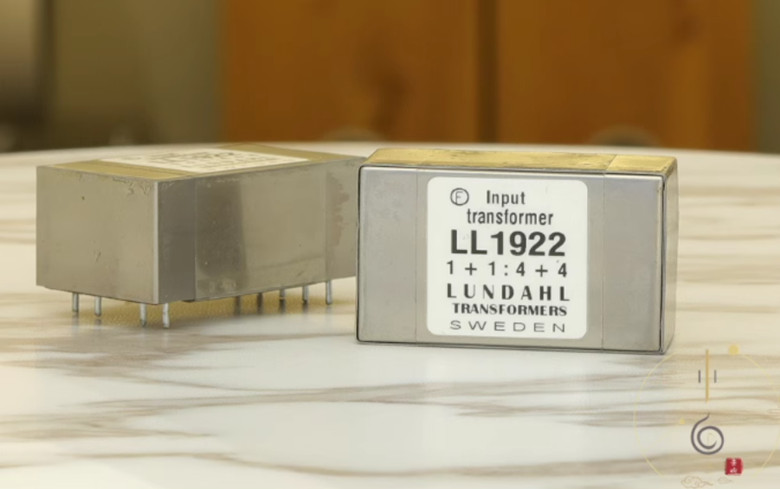 Ⓕ Input
transformer
LL1922
1 + 1 : 4 + 4
LUNDAHL
TRANSFORMERS
SWEDEN